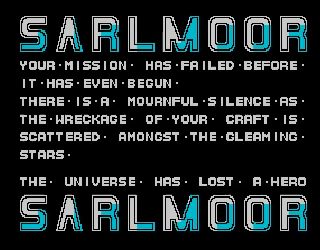 SARLMOOR
YOUR MISSION HAS FAILED BEFORE
IT HAS EVEN BEGUN.
THERE IS A MOURNFUL SILENCE AS
THE WRECKAGE OF YOUR CRAFT IS
SCATTERED AMONGST THE GLEAMING
STARS.
THE UNIVERSE HAS LOST A HERO
SARLMOOR